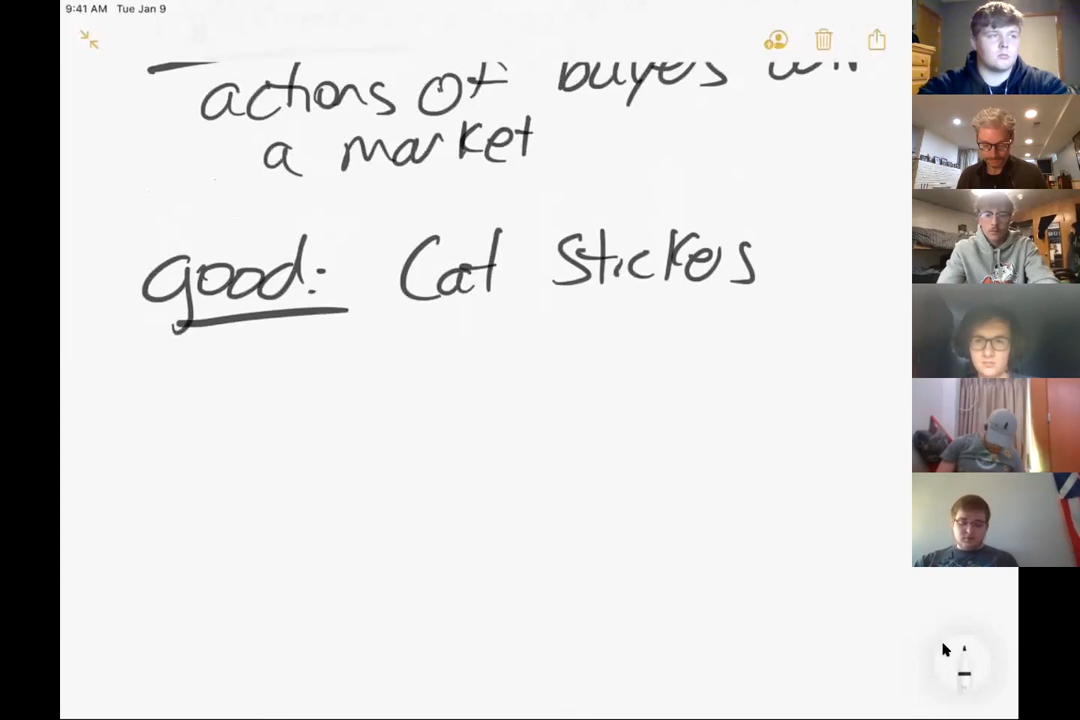 9:41 AM Tue Jan 9
actions of buyers
a market
good: Cat Stickers